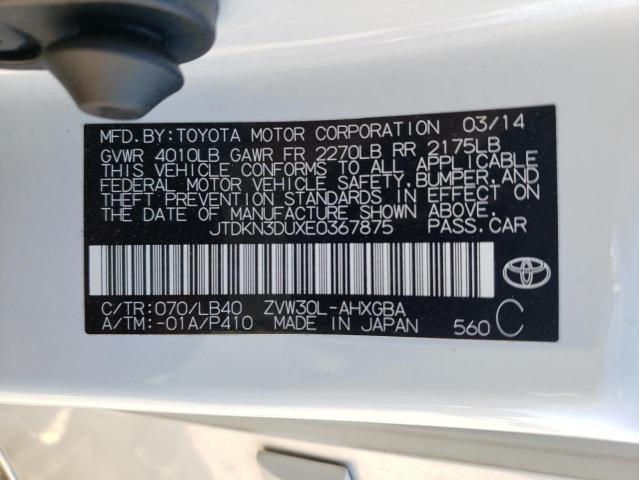 MFD. BY: TOYOTA MOTOR CORPORATION 03/14
GVWR 4010LB GAWR FR 2270LB RR 2175LB
THIS VEHICLE CONFORMS TO ALL APPLICABLE
FEDERAL MOTOR VEHICLE SAFETY, BUMPER, AND
THEFT PREVENTION STANDARDS IN EFFECT ON
THE DATE OF MANUFACTURE SHOWN ABOVE.
JTDKN3DUXE0367875 PASS. CAR
C/TR: 070/LB40 ZVW30L-AHXGBA
A/TM: -01A/P410 MADE IN JAPAN 560 C